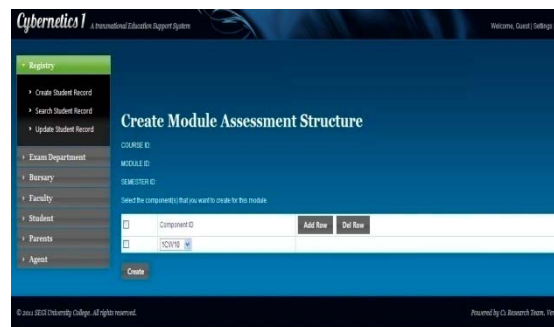 Cybernetics 1 A transnational Education Support System
Welcome, Guest | Settings
Registry
Create Student Record
Search Student Record
Update Student Record
Exam Department
Bursary
Faculty
Student
Parents
Agent
Create Module Assessment Structure
COURSE ID:
MODULE ID:
SEMESTER ID:
Select the component(s) that you want to create for this module.
Component ID Add Row Del Row
1CW10
Create
© 2011 SEGi University College. All rights reserved.
Powered by C1 Research Team. Ve